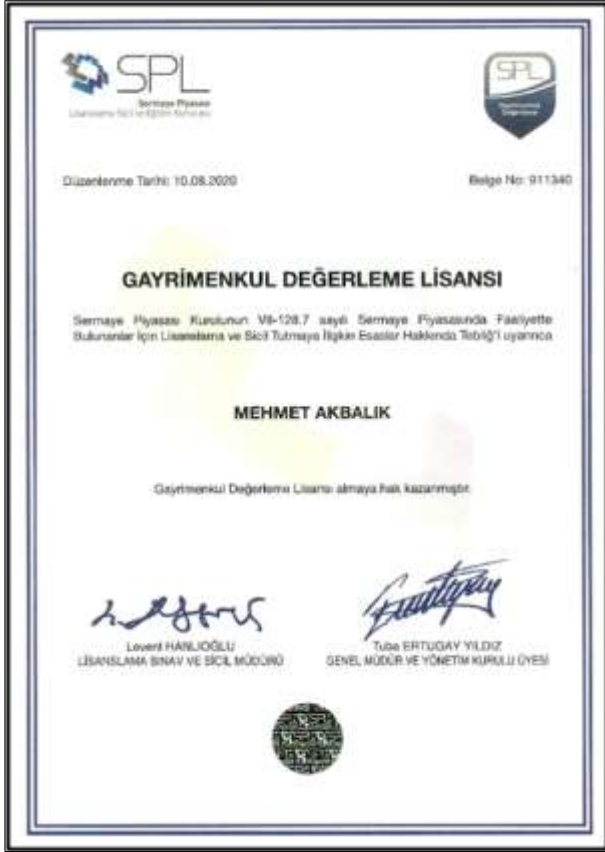 SPL
Sermaye Piyasası
Lisanslama Sicil ve Eğitim Kuruluşu
SPL
Gayrimenkul
Değerleme
Düzenlenme Tarihi: 10.08.2020
Belge No: 911340
GAYRİMENKUL DEĞERLEME LİSANSI
Sermaye Piyasası Kurulunun VII-128.7 sayılı Sermaye Piyasasında Faaliyette
Bulunanlar İçin Lisanslama ve Sicil Tutmaya İlişkin Esaslar Hakkında Tebliğ'i uyarınca
MEHMET AKBALIK
Gayrimenkul Değerleme Lisansı almaya hak kazanmıştır.
Levent HANLIOĞLU
LİSANSLAMA SINAV VE SİCİL MÜDÜRÜ
Tuba ERTUGAY YILDIZ
GENEL MÜDÜR VE YÖNETİM KURULU ÜYESİ